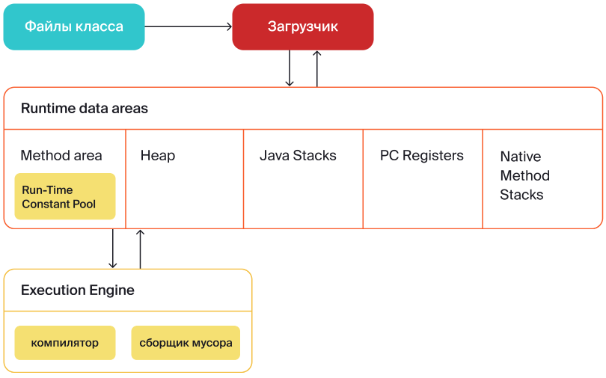 Файлы класса
Загрузчик
Runtime data areas
Method area
Run-Time
Constant Pool
Heap
Java Stacks
PC Registers
Native
Method
Stacks
Execution Engine
компилятор
сборщик мусора